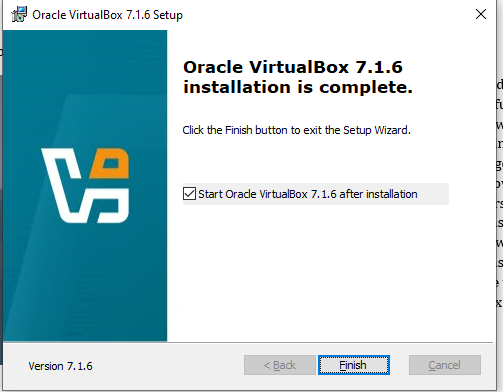 Oracle VirtualBox 7.1.6 Setup
Oracle VirtualBox 7.1.6
installation is complete.
Click the Finish button to exit the Setup Wizard.
Start Oracle VirtualBox 7.1.6 after installation
Version 7.1.6
< Back
Finish
Cancel